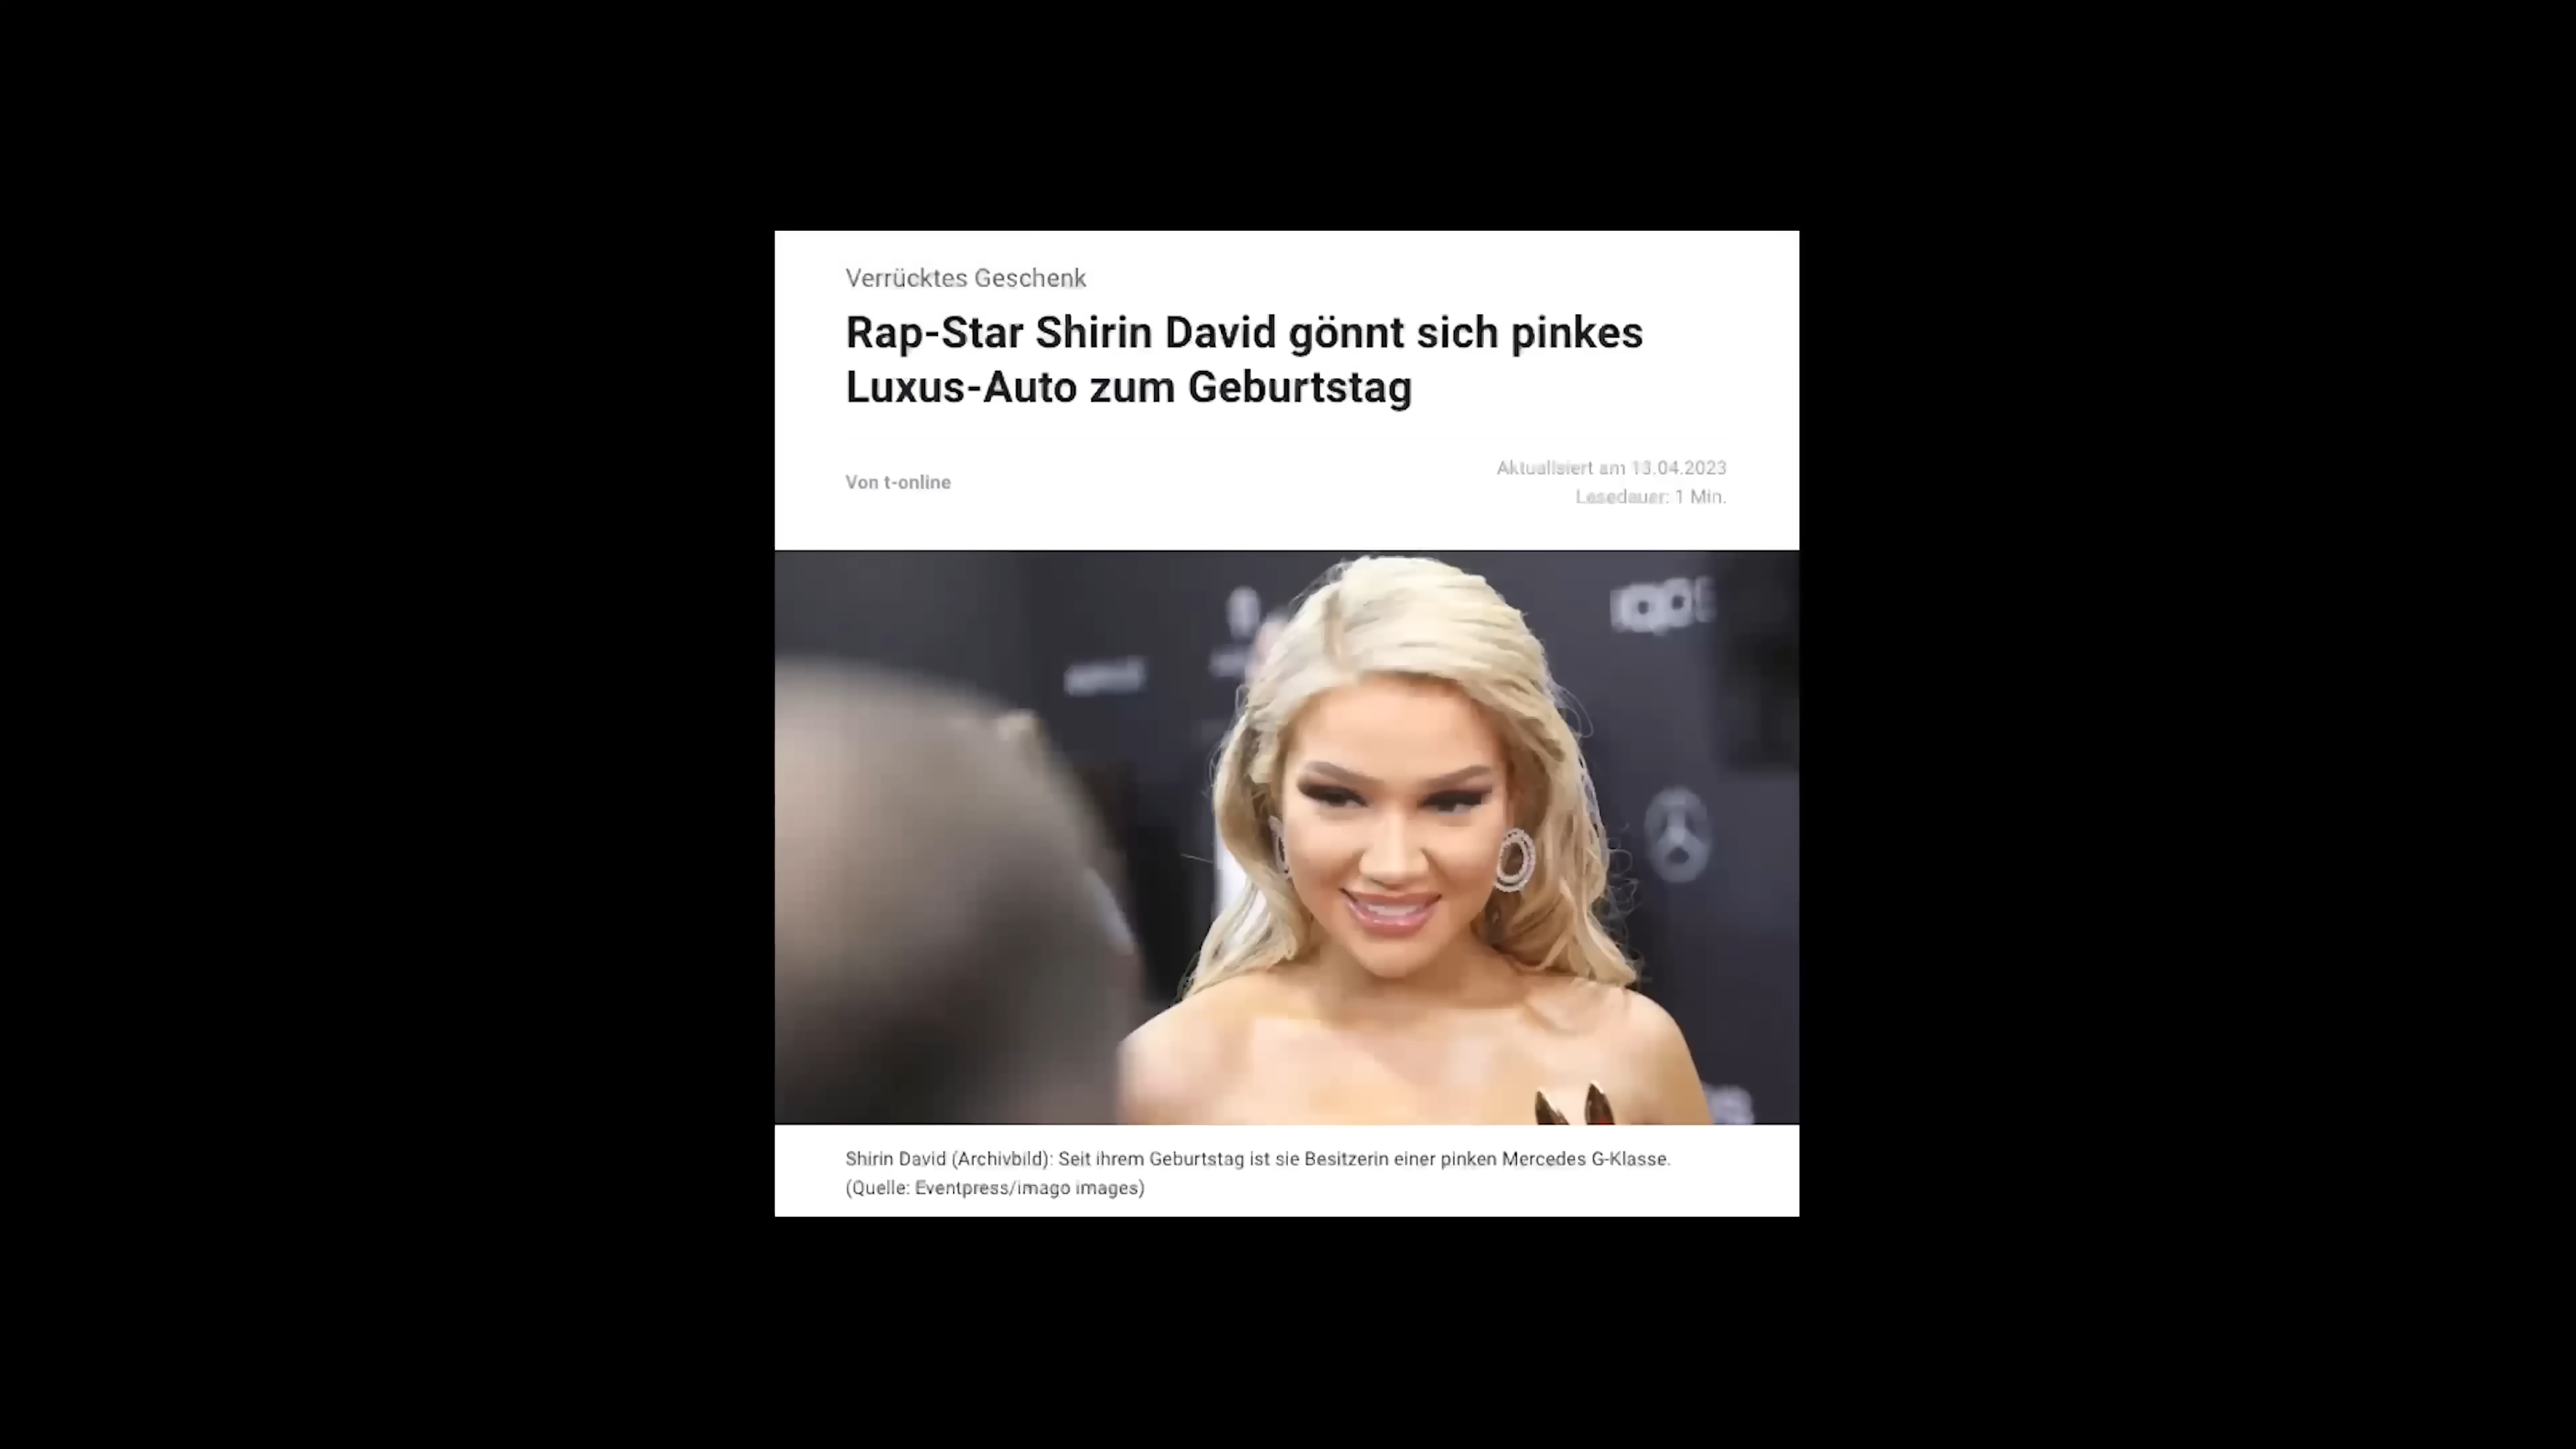 Verrücktes Geschenk
Rap-Star Shirin David gönnt sich pinkes
Luxus-Auto zum Geburtstag
Von t-online
Aktualisiert am 13.04.2023
Lesedauer: 1 Min.
Shirin David (Archivbild): Seit ihrem Geburtstag ist sie Besitzerin einer pinken Mercedes G-Klasse.
(Quelle: Eventpress/imago images)